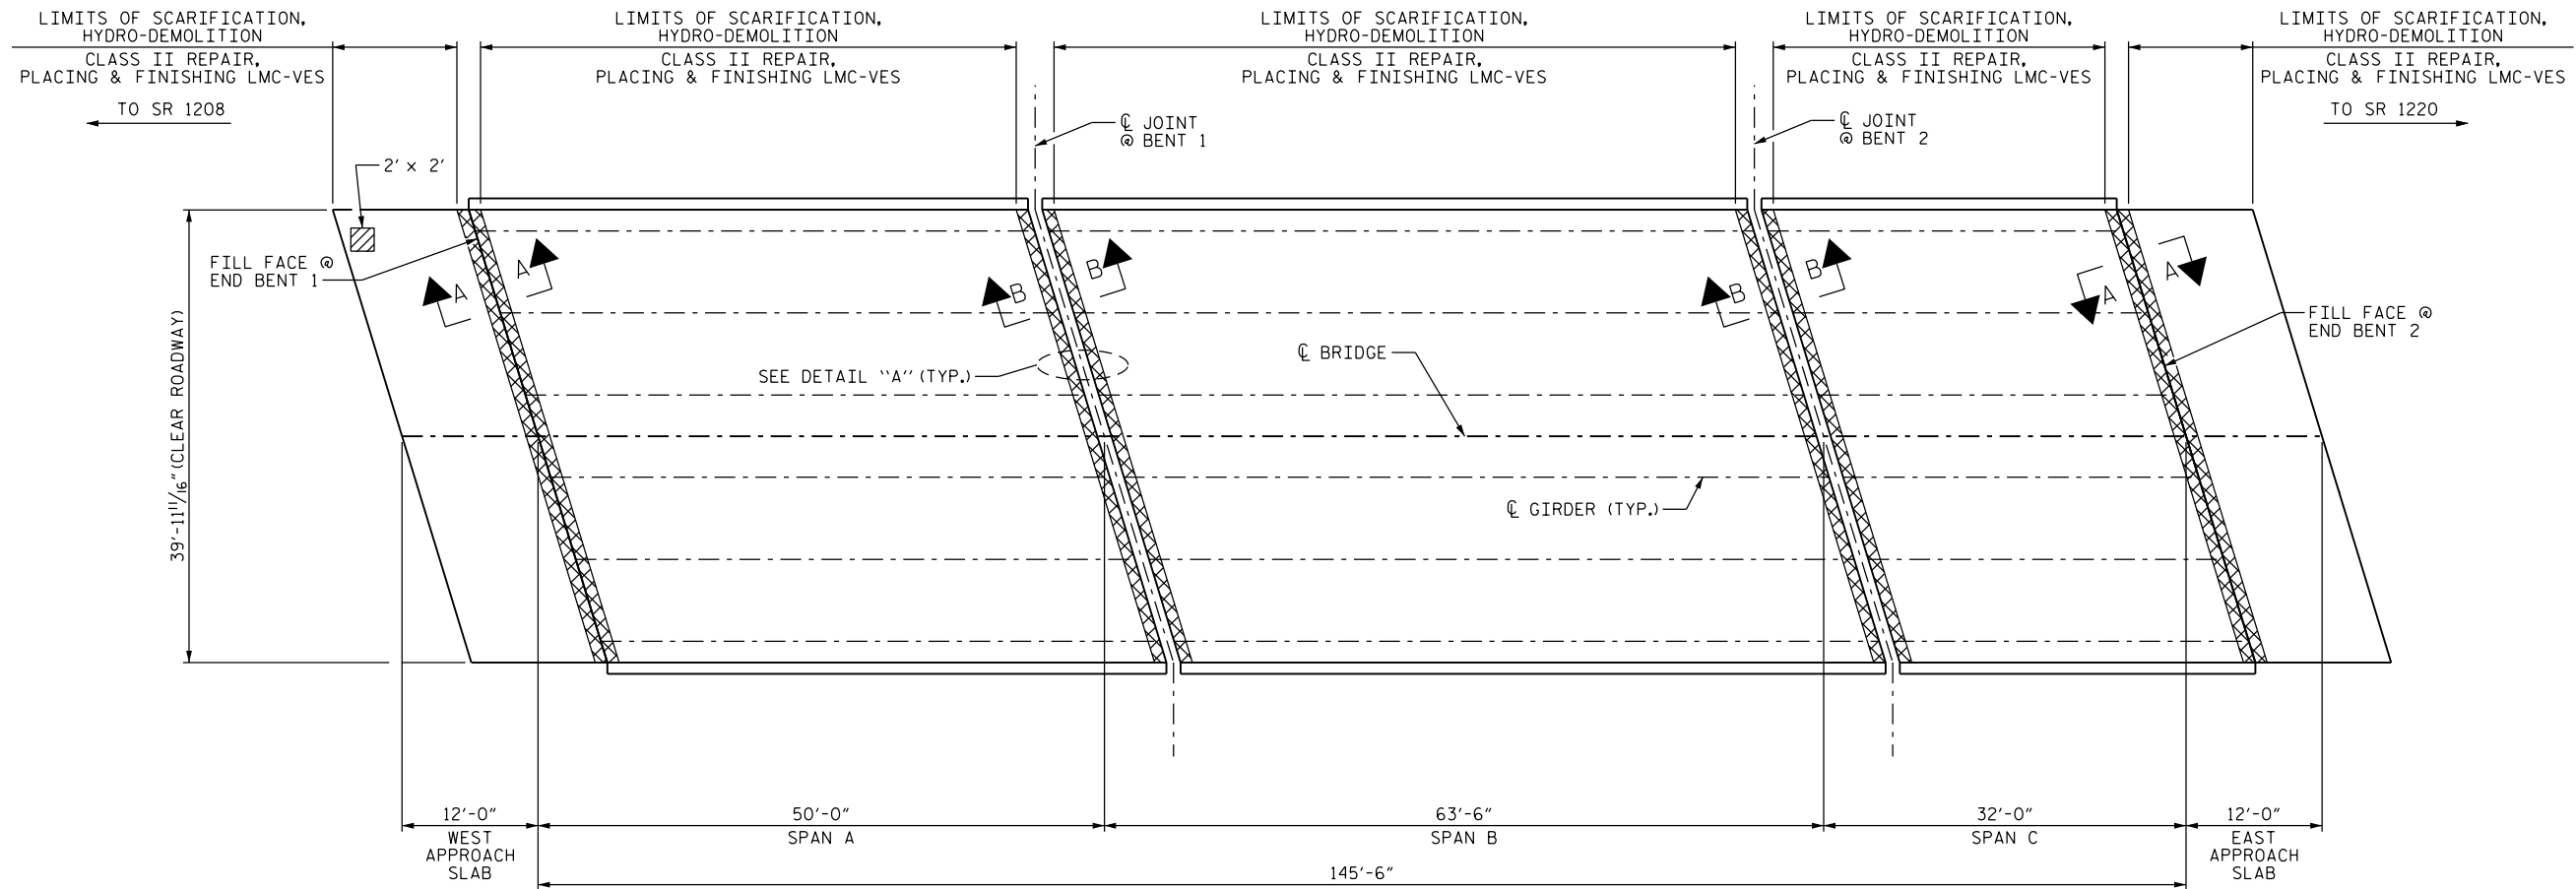 LIMITS OF SCARIFICATION,
HYDRO-DEMOLITION
CLASS II REPAIR,
PLACING & FINISHING LMC-VES
LIMITS OF SCARIFICATION,
HYDRO-DEMOLITION
CLASS II REPAIR,
PLACING & FINISHING LMC-VES
LIMITS OF SCARIFICATION,
HYDRO-DEMOLITION
CLASS II REPAIR,
PLACING & FINISHING LMC-VES
LIMITS OF SCARIFICATION,
HYDRO-DEMOLITION
CLASS II REPAIR,
PLACING & FINISHING LMC-VES
LIMITS OF SCARIFICATION,
HYDRO-DEMOLITION
CLASS II REPAIR,
PLACING & FINISHING LMC-VES
TO SR 1208
TO SR 1220
℄ JOINT
@ BENT 1
℄ JOINT
@ BENT 2
2' x 2'
FILL FACE @
END BENT 1
A
A
B
B
B
B
A
A
FILL FACE @
END BENT 2
39'-11 11/16" (CLEAR ROADWAY)
SEE DETAIL "A" (TYP.)
℄ BRIDGE
℄ GIRDER (TYP.)
12'-0"
WEST
APPROACH
SLAB
50'-0"
SPAN A
63'-6"
SPAN B
32'-0"
SPAN C
12'-0"
EAST
APPROACH
SLAB
145'-6"